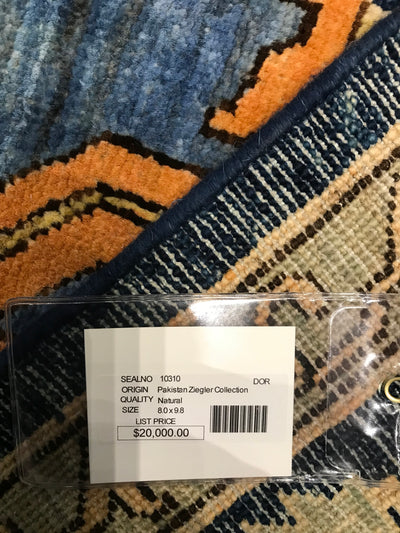 SEALNO 10310 DOR
ORIGIN Pakistan Ziegler Collection
QUALITY Natural
SIZE 8.0 x 9.8
LIST PRICE
$20,000.00